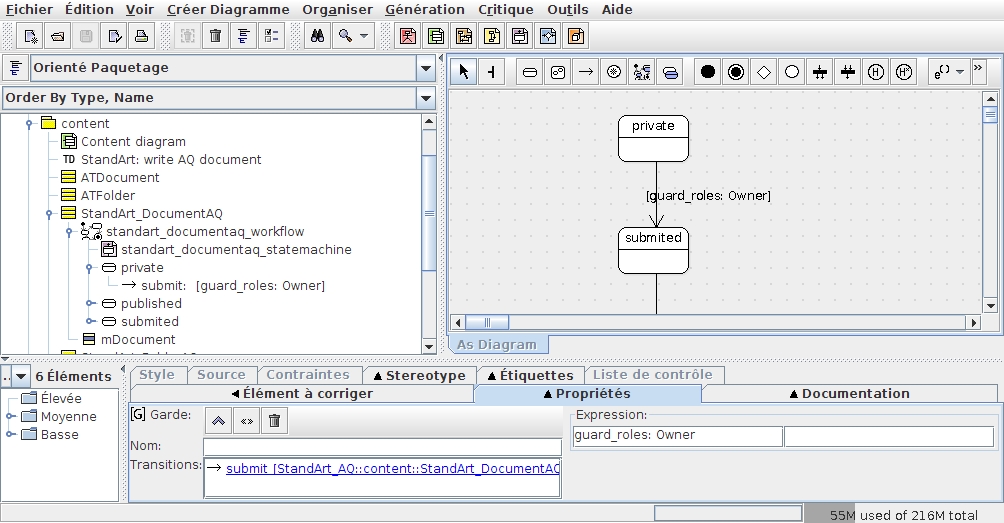 Fichier Édition Voir Créer Diagramme Organiser Génération Critique Outils Aide
Orienté Paquetage
Order By Type, Name
content
Content diagram
TD StandArt: write AQ document
ATDocument
ATFolder
StandArt_DocumentAQ
standart_documentaq_workflow
standart_documentaq_statemachine
private
submit: [guard_roles: Owner]
published
submited
mDocument
private
[guard_roles: Owner]
submited
As Diagram
6 Éléments
Élevée
Moyenne
Basse
Style Source Contraintes Stereotype Étiquettes Liste de contrôle
Élément à corriger Propriétés Documentation
[G] Garde:
Nom:
Transitions:
submit [StandArt_AQ::content::StandArt_DocumentAQ
Expression:
guard_roles: Owner
55M used of 216M total